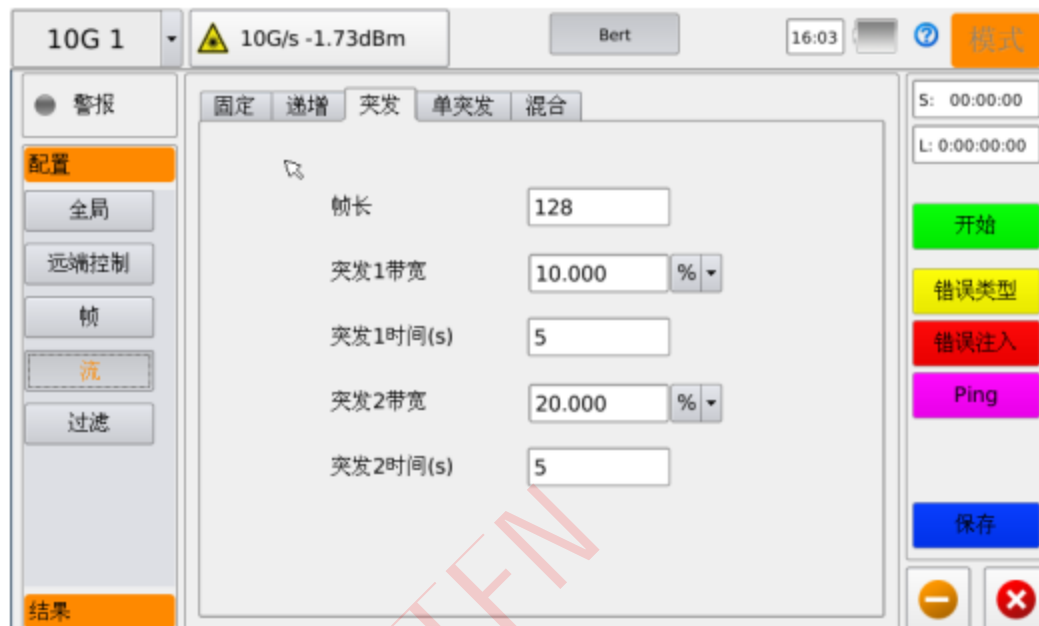 10G 1
10G/s -1.73dBm
Bert
16:03
模式
警报
配置
全局
远端控制
帧
流
过滤
结果
固定 递增 突发 单突发 混合
帧长 128
突发1带宽 10.000 %
突发1时间(s) 5
突发2带宽 20.000 %
突发2时间(s) 5
S: 00:00:00
L: 0:00:00:00
开始
错误类型
错误注入
Ping
保存